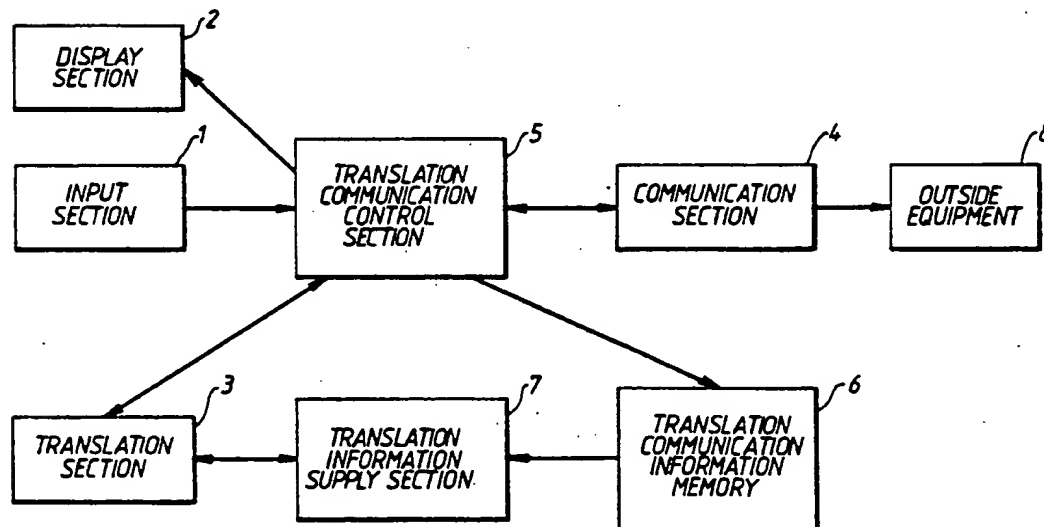 2
DISPLAY
SECTION
1
INPUT
SECTION
5
TRANSLATION
COMMUNICATION
CONTROL
SECTION
4
COMMUNICATION
SECTION
8
OUTSIDE
EQUIPMENT
3
TRANSLATION
SECTION
7
TRANSLATION
INFORMATION
SUPPLY SECTION
6
TRANSLATION
COMMUNICATION
INFORMATION
MEMORY